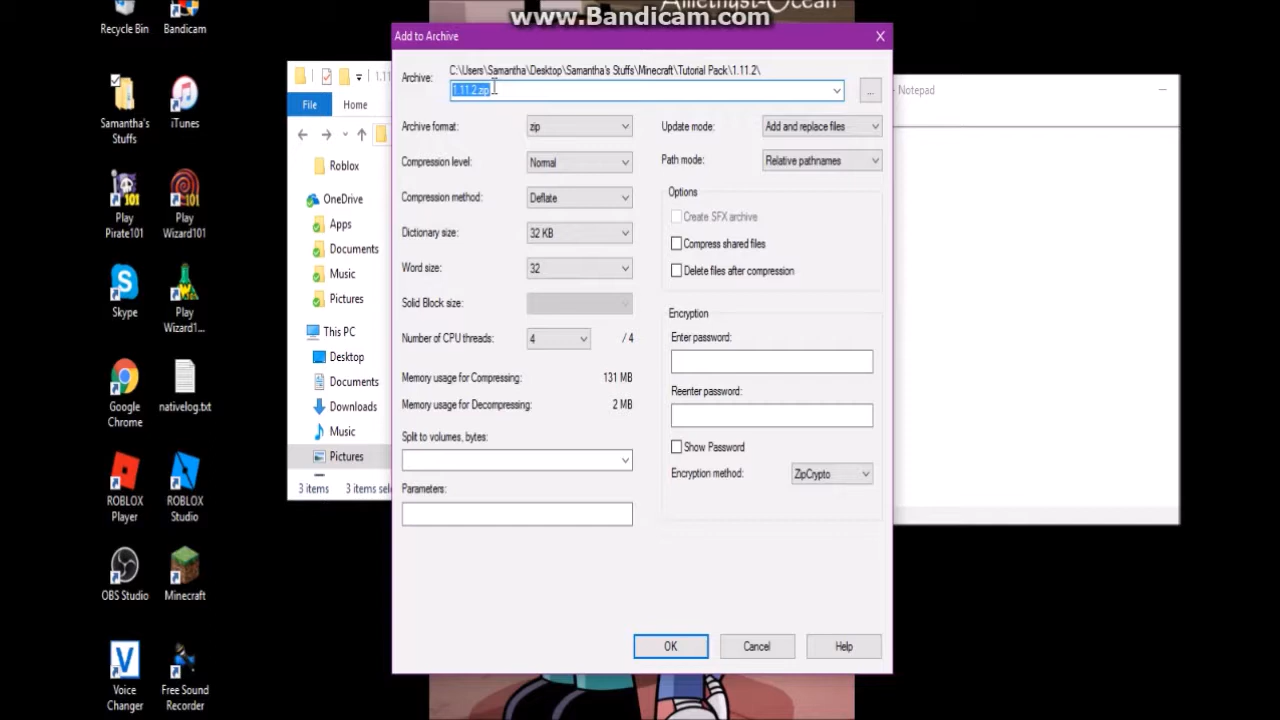 Amethyst-Ocean
www.Bandicam.com
Recycle Bin
Bandicam
Samantha's
Stuffs
iTunes
Play
Pirate101
Play
Wizard101
Skype
Play
Wizard1...
Google
Chrome
nativelog.txt
ROBLOX
Player
ROBLOX
Studio
OBS Studio
Minecraft
Voice
Changer
Free Sound
Recorder
1.11
File
Home
Roblox
OneDrive
Apps
Documents
Music
Pictures
This PC
Desktop
Documents
Downloads
Music
Pictures
3 items
3 items sel
Add to Archive
Archive:
C:\Users\Samantha\Desktop\Samantha's Stuffs\Minecraft\Tutorial Pack\1.11.2\
1.11.2.zip
...
Archive format:
zip
Compression level:
Normal
Compression method:
Deflate
Dictionary size:
32 KB
Word size:
32
Solid Block size:
Number of CPU threads:
4
/ 4
Memory usage for Compressing:
131 MB
Memory usage for Decompressing:
2 MB
Split to volumes, bytes:
Parameters:
Update mode:
Add and replace files
Path mode:
Relative pathnames
Options
Create SFX archive
Compress shared files
Delete files after compression
Encryption
Enter password:
Reenter password:
Show Password
Encryption method:
ZipCrypto
OK
Cancel
Help
- Notepad